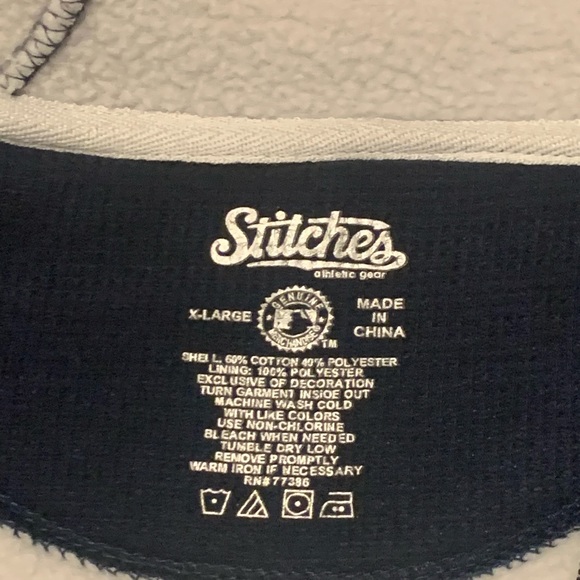 Stitches
athletic gear
X-LARGE
GENUINE
MERCHANDISE
TM
MADE
IN
CHINA
SHELL: 60% COTTON 40% POLYESTER
LINING: 100% POLYESTER
EXCLUSIVE OF DECORATION
TURN GARMENT INSIDE OUT
MACHINE WASH COLD
WITH LIKE COLORS
USE NON-CHLORINE
BLEACH WHEN NEEDED
TUMBLE DRY LOW
REMOVE PROMPTLY
WARM IRON IF NECESSARY
RN# 77386